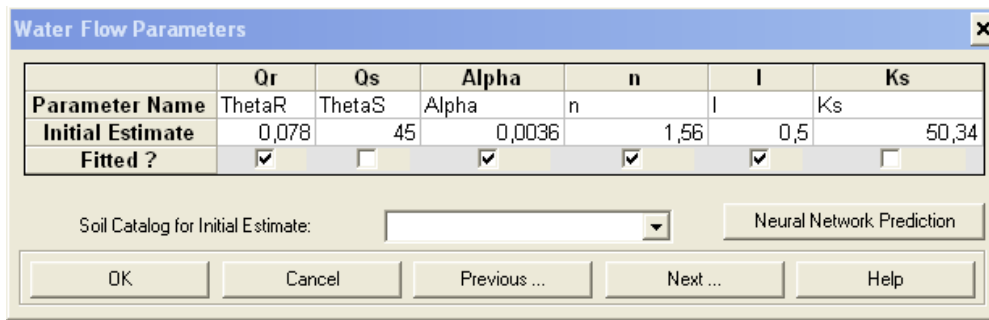 Water Flow Parameters
Qr Qs Alpha n l Ks
Parameter Name ThetaR ThetaS Alpha n l Ks
Initial Estimate 0,078 45 0,0036 1,56 0,5 50,34
Fitted ?
Soil Catalog for Initial Estimate:
Neural Network Prediction
OK Cancel Previous ... Next ... Help